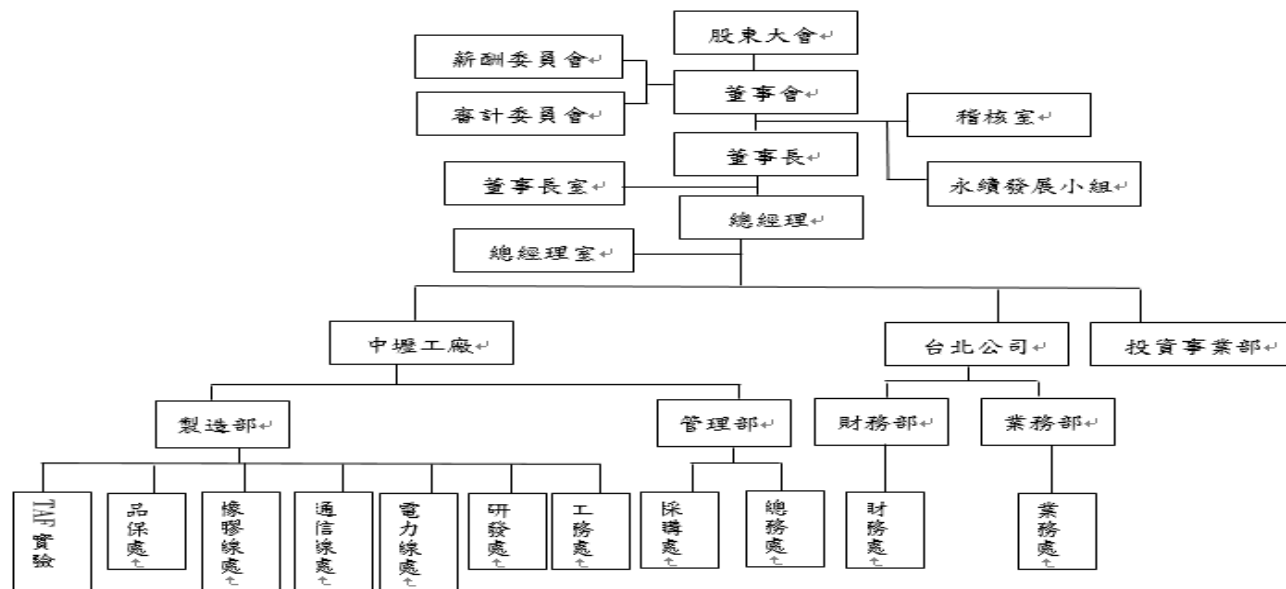 股東大會
薪酬委員會
董事會
審計委員會
稽核室
董事長
董事長室
永續發展小組
總經理
總經理室
中壢工廠
台北公司
投資事業部
製造部
管理部
財務部
業務部
TAF實驗
品保處
橡膠線處
通信線處
電力線處
研發處
工務處
採購處
總務處
財務處
業務處